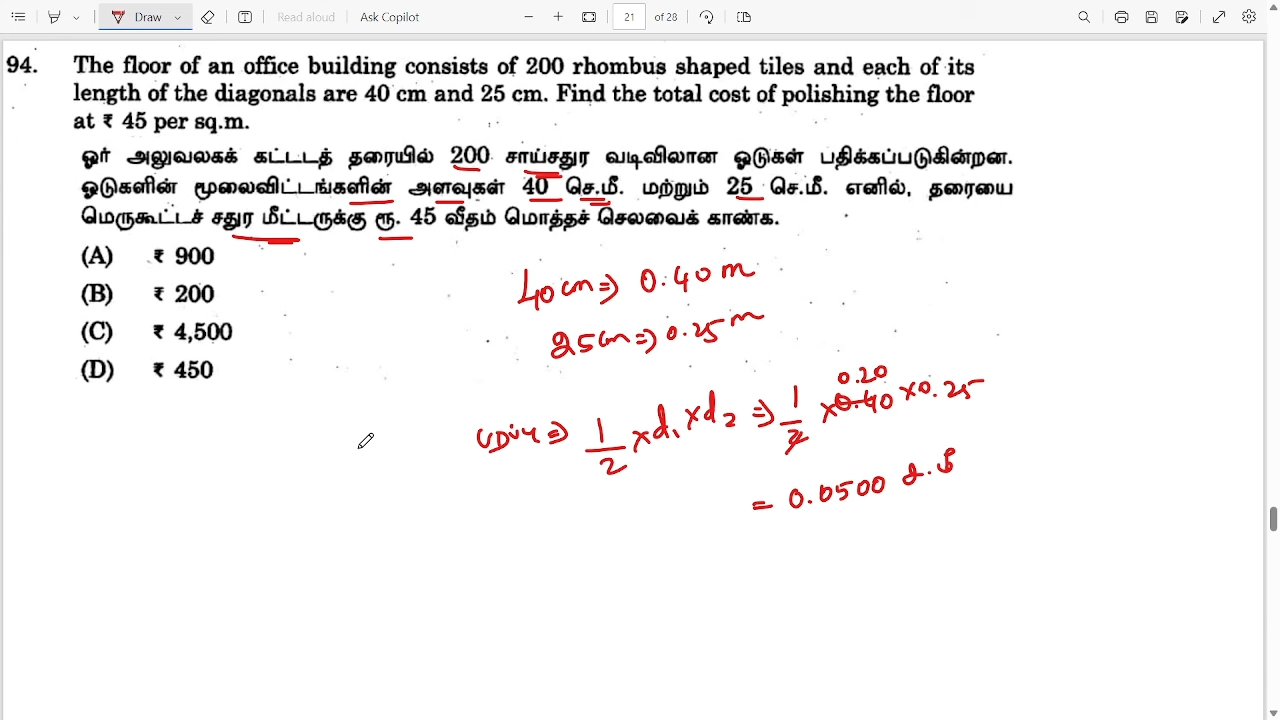 Draw
Read aloud
Ask Copilot
21 of 28
94. The floor of an office building consists of 200 rhombus shaped tiles and each of its
length of the diagonals are 40 cm and 25 cm. Find the total cost of polishing the floor
at ₹ 45 per sq.m.
ஓர் அலுவலகக் கட்டடத் தரையில் 200 சாய்சதுர வடிவிலான ஓடுகள் பதிக்கப்படுகின்றன.
ஓடுகளின் மூலைவிட்டங்களின் அளவுகள் 40 செ.மீ. மற்றும் 25 செ.மீ. எனில், தரையை
மெருகூட்டச் சதுர மீட்டருக்கு ரூ. 45 வீதம் மொத்தச் செலவைக் காண்க.
(A) ₹ 900
(B) ₹ 200
(C) ₹ 4,500
(D) ₹ 450
40cm => 0.40 m
25cm => 0.25 m
0.20
=> 1/2 × d1 × d2 => 1/2 × 0.40 × 0.25
= 0.0500